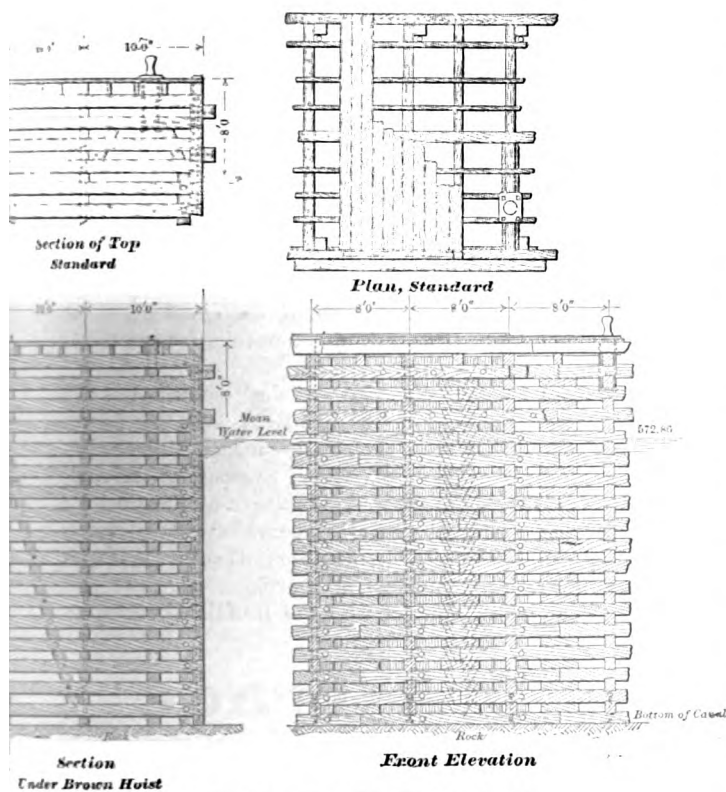 10'0"
8'0"
Section of Top
Standard
Plan, Standard
10'0"
8'0"
8'0"
8'0"
8'0"
Mean
Water Level
572.86
Bottom of Canal
Rock
Rock
Section
Under Brown Hoist
Front Elevation